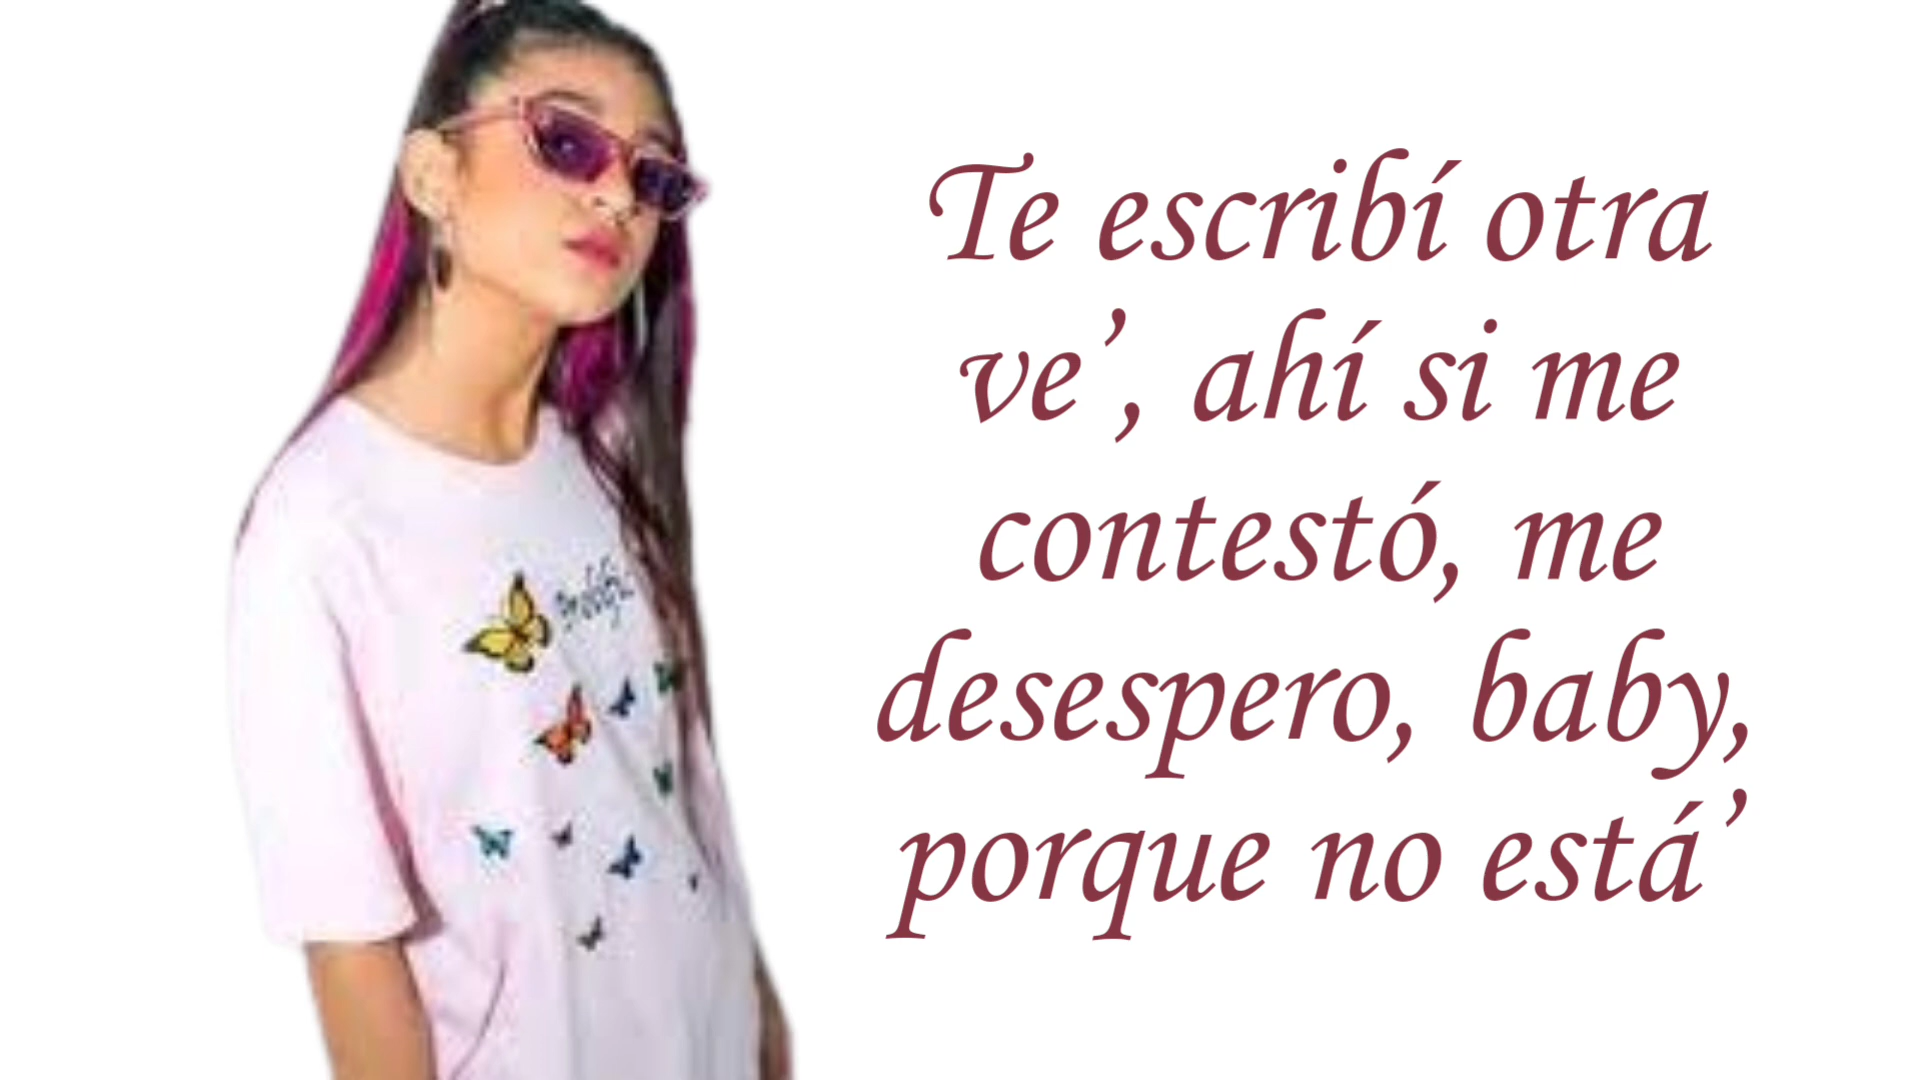 Te escribí otra
ve’, ahí si me
contestó, me
desespero, baby,
porque no está’